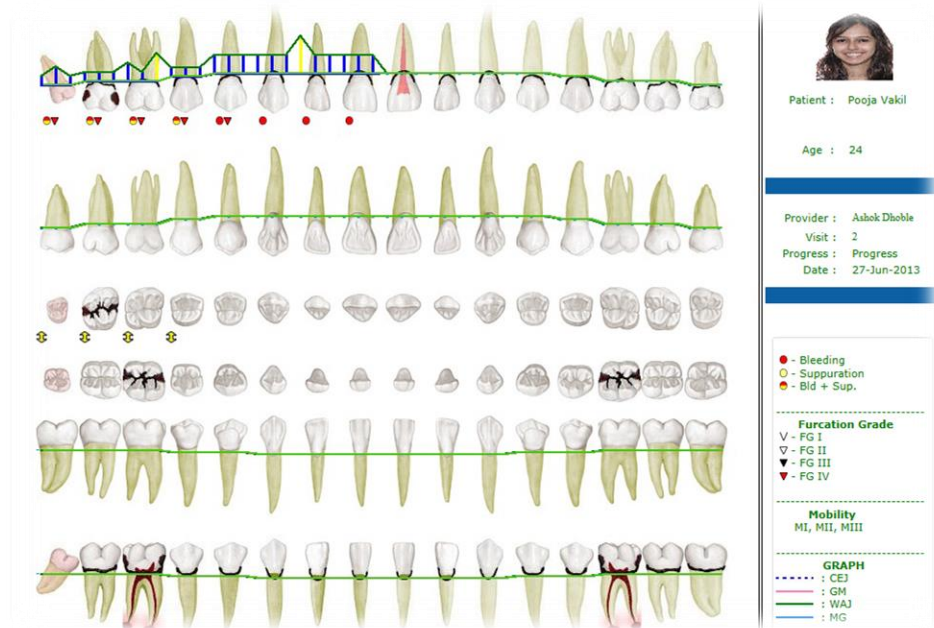 Patient : Pooja Vakil
Age : 24
Provider : Ashok Dhoble
Visit : 2
Progress : Progress
Date : 27-Jun-2013
- Bleeding
- Suppuration
- Bld + Sup.
Furcation Grade
V - FG I
▽ - FG II
▼ - FG III
▼ - FG IV
Mobility
MI, MII, MIII
GRAPH
: CEJ
: GM
: WAJ
: MG